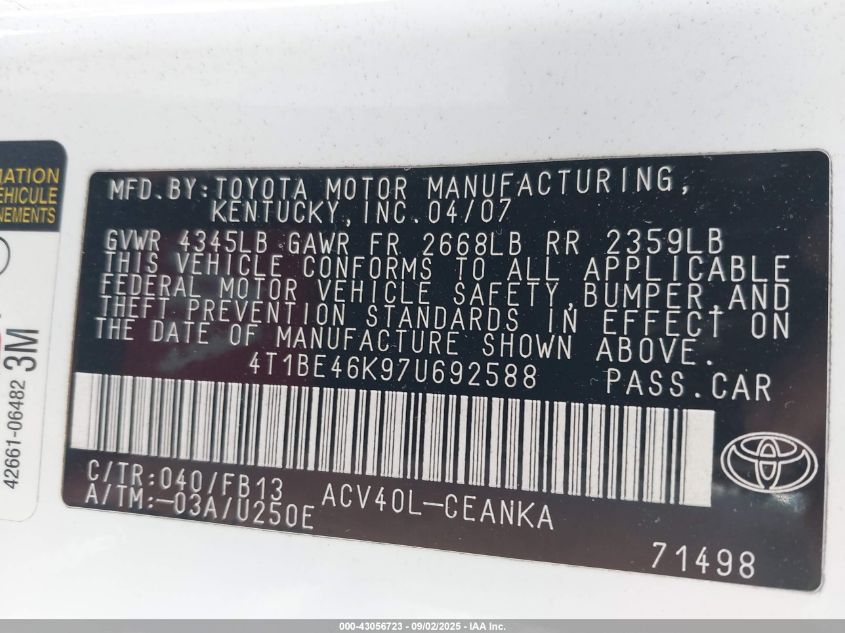 MATION
VEHICULE
NEMENTS
3M
42661-06482
MFD.BY:TOYOTA MOTOR MANUFACTURING,
KENTUCKY,INC.04/07
GVWR 4345LB GAWR FR 2668LB RR 2359LB
THIS VEHICLE CONFORMS TO ALL APPLICABLE
FEDERAL MOTOR VEHICLE SAFETY,BUMPER,AND
THEFT PREVENTION STANDARDS IN EFFECT ON
THE DATE OF MANUFACTURE SHOWN ABOVE.
4T1BE46K97U692588 PASS.CAR
C/TR:040/FB13 ACV40L-CEANKA
A/TM:-03A/U250E
71498
000-43056723 - 09/02/2025 - IAA Inc.